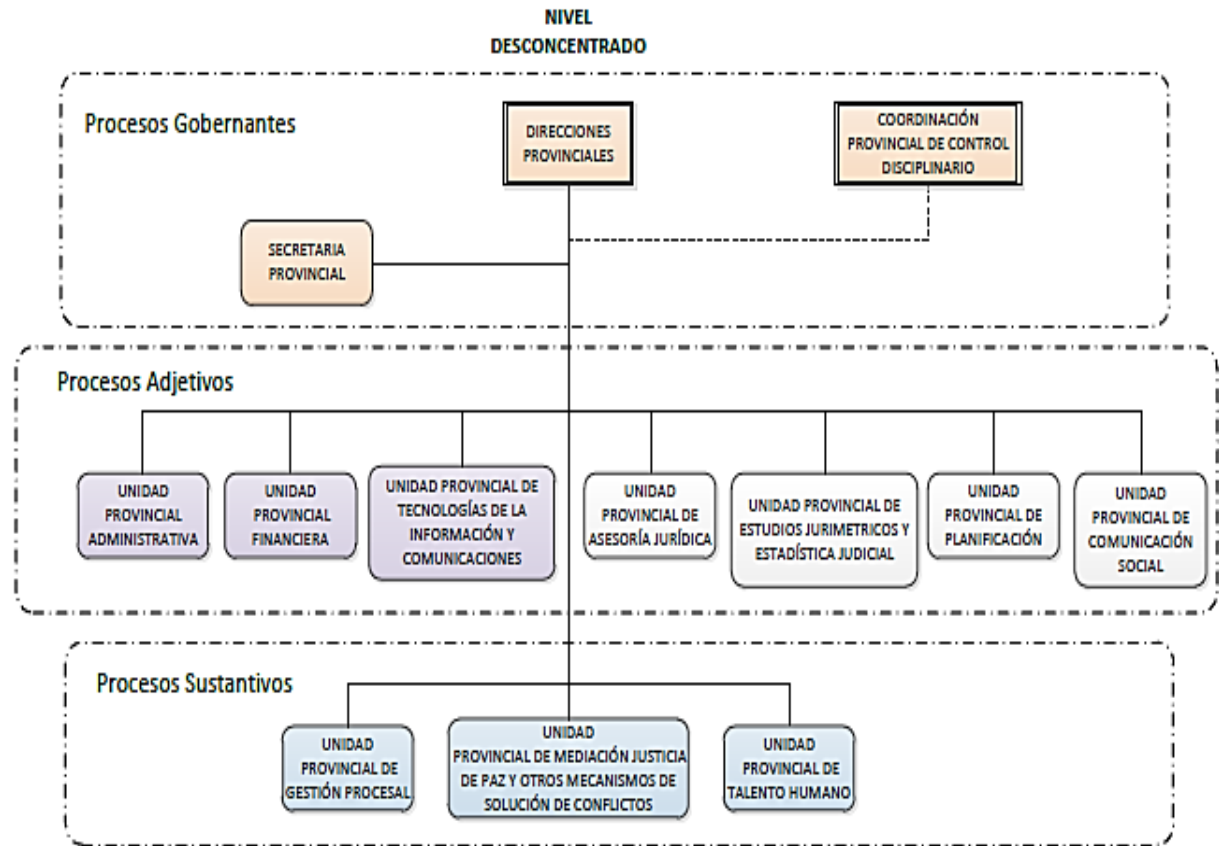 NIVEL
DESCONCENTRADO
Procesos Gobernantes
DIRECCIONES
PROVINCIALES
COORDINACIÓN
PROVINCIAL DE CONTROL
DISCIPLINARIO
SECRETARIA
PROVINCIAL
Procesos Adjetivos
UNIDAD
PROVINCIAL
ADMINISTRATIVA
UNIDAD
PROVINCIAL
FINANCIERA
UNIDAD PROVINCIAL DE
TECNOLOGÍAS DE LA
INFORMACIÓN Y
COMUNICACIONES
UNIDAD
PROVINCIAL DE
ASESORÍA JURÍDICA
UNIDAD PROVINCIAL DE
ESTUDIOS JURIMETRICOS Y
ESTADÍSTICA JUDICIAL
UNIDAD
PROVINCIAL DE
PLANIFICACIÓN
UNIDAD
PROVINCIAL DE
COMUNICACIÓN
SOCIAL
Procesos Sustantivos
UNIDAD
PROVINCIAL DE
GESTIÓN PROCESAL
UNIDAD
PROVINCIAL DE MEDIACIÓN JUSTICIA
DE PAZ Y OTROS MECANISMOS DE
SOLUCIÓN DE CONFLICTOS
UNIDAD
PROVINCIAL DE
TALENTO HUMANO